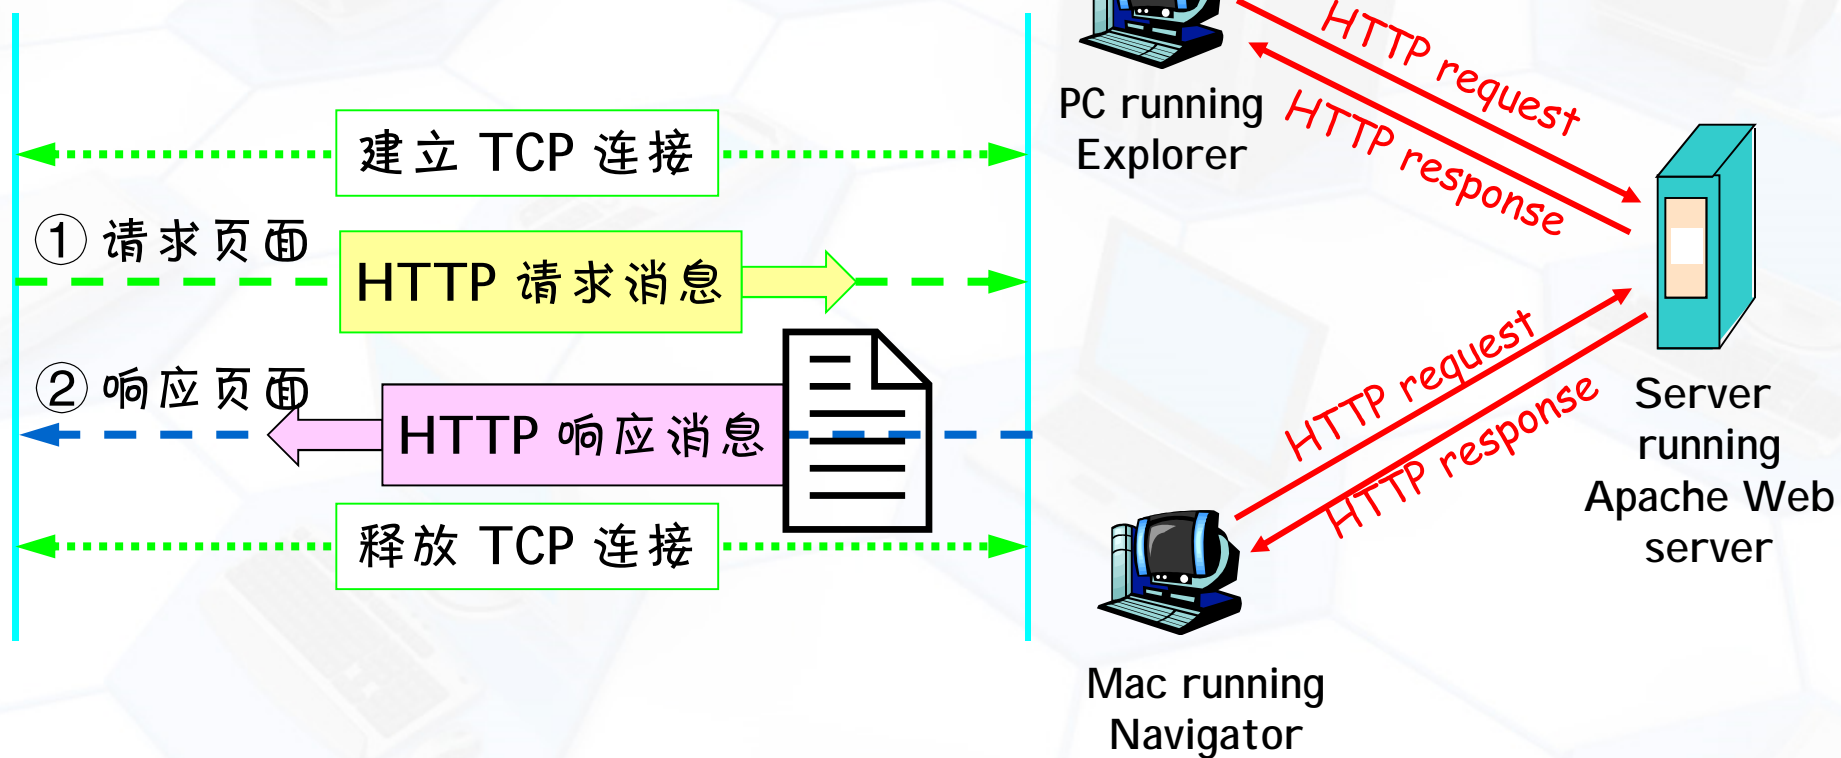 建立 TCP 连接
① 请求页面
HTTP 请求消息
② 响应页面
HTTP 响应消息
释放 TCP 连接
HTTP request
HTTP response
PC running
Explorer
HTTP request
HTTP response
Server
running
Apache Web
server
Mac running
Navigator